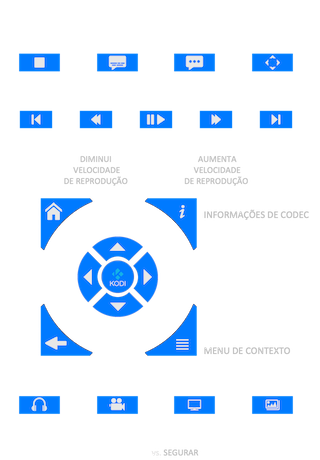 DIMINUI
VELOCIDADE
DE REPRODUÇÃO
AUMENTA
VELOCIDADE
DE REPRODUÇÃO
INFORMAÇÕES DE CODEC
KODI
MENU DE CONTEXTO
SEGURAR